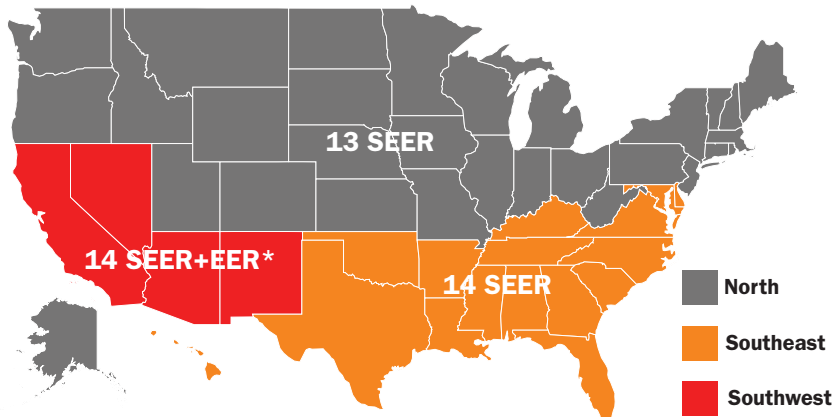 13 SEER
14 SEER+EER*
14 SEER
North
Southeast
Southwest